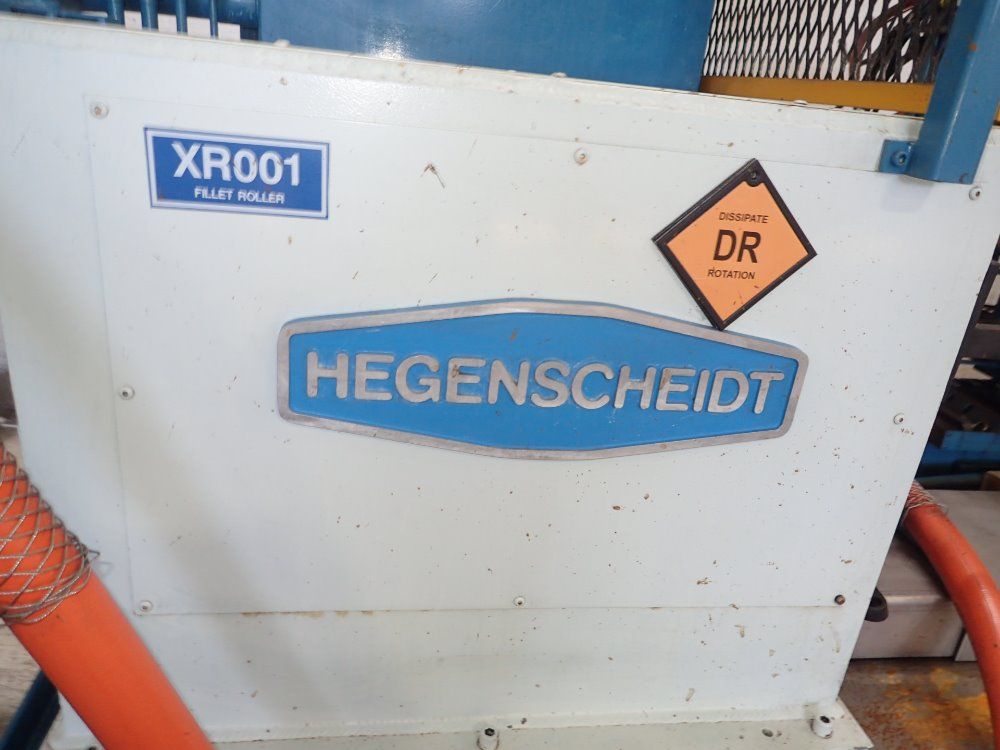 XR001
FILLET ROLLER
DISSIPATE
DR
ROTATION
HEGENSCHEIDT